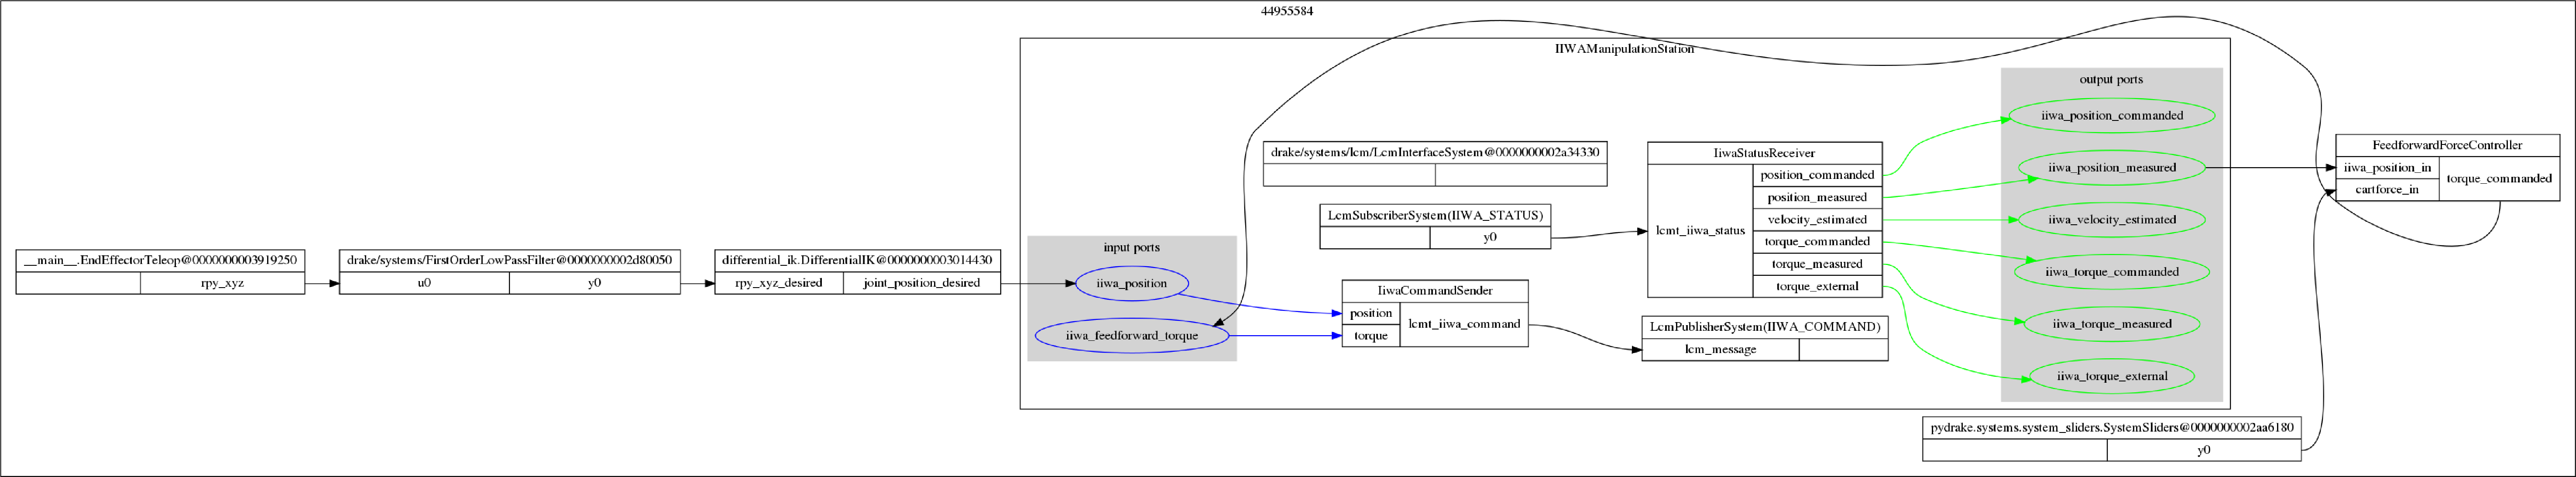 44955584
IIWAManipulationStation
__main__.EndEffectorTeleop@0000000003919250
rpy_xyz
drake/systems/FirstOrderLowPassFilter@0000000002d80050
u0 y0
differential_ik.DifferentialIK@0000000003014430
rpy_xyz_desired joint_position_desired
input ports
iiwa_position
iiwa_feedforward_torque
drake/systems/lcm/LcmInterfaceSystem@0000000002a34330
LcmSubscriberSystem(IIWA_STATUS)
y0
IiwaCommandSender
position
torque
lcmt_iiwa_command
IiwaStatusReceiver
lcmt_iiwa_status
position_commanded
position_measured
velocity_estimated
torque_commanded
torque_measured
torque_external
LcmPublisherSystem(IIWA_COMMAND)
lcm_message
output ports
iiwa_position_commanded
iiwa_position_measured
iiwa_velocity_estimated
iiwa_torque_commanded
iiwa_torque_measured
iiwa_torque_external
FeedforwardForceController
iiwa_position_in
cartforce_in
torque_commanded
pydrake.systems.system_sliders.SystemSliders@0000000002aa6180
y0